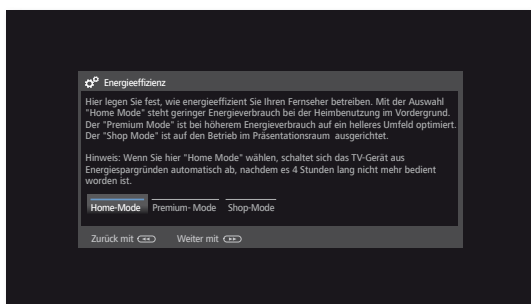 Energieeffizienz
Hier legen Sie fest, wie energieeffizient Sie Ihren Fernseher betreiben. Mit der Auswahl
"Home Mode" steht geringer Energieverbrauch bei der Heimbenutzung im Vordergrund.
Der "Premium Mode" ist bei höherem Energieverbrauch auf ein helleres Umfeld optimiert.
Der "Shop Mode" ist auf den Betrieb im Präsentationsraum ausgerichtet.
Hinweis: Wenn Sie hier "Home Mode" wählen, schaltet sich das TV-Gerät aus
Energiespargründen automatisch ab, nachdem es 4 Stunden lang nicht mehr bedient
worden ist.
Home-Mode Premium- Mode Shop-Mode
Zurück mit Weiter mit